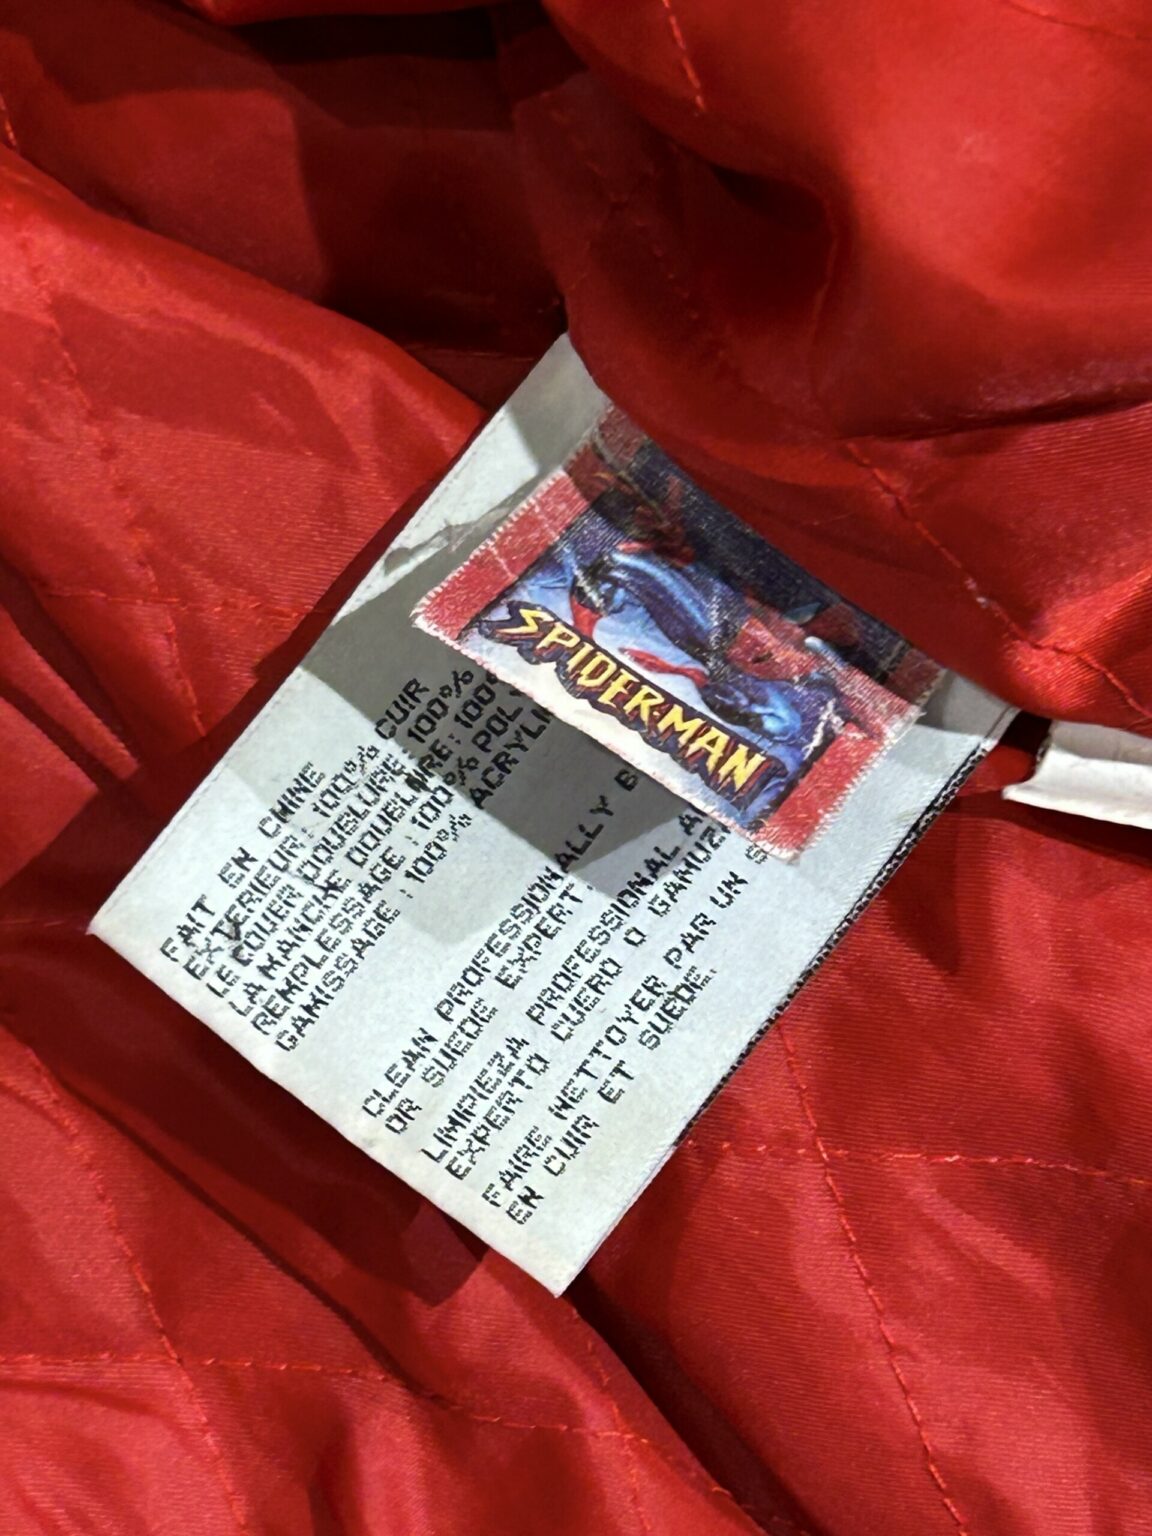 SPIDER-MAN
FAIT EN CHINE
EXTERIEUR: 100% CUIR
LE DOUBLURE 100%
LA MANCHE 100%
REMPLESSAGE : 100% POL
GAMISSAGE : 100% ACRYLI
CLEAN PROFESSIONALLY B
OR SUEDE EXPERT.
LIMPIEZA PROFESSIONAL A
EXPERTO CUERO O GAMUZ
FAIRE NETTOYER PAR UN S
EN CUIR ET SUEDE.